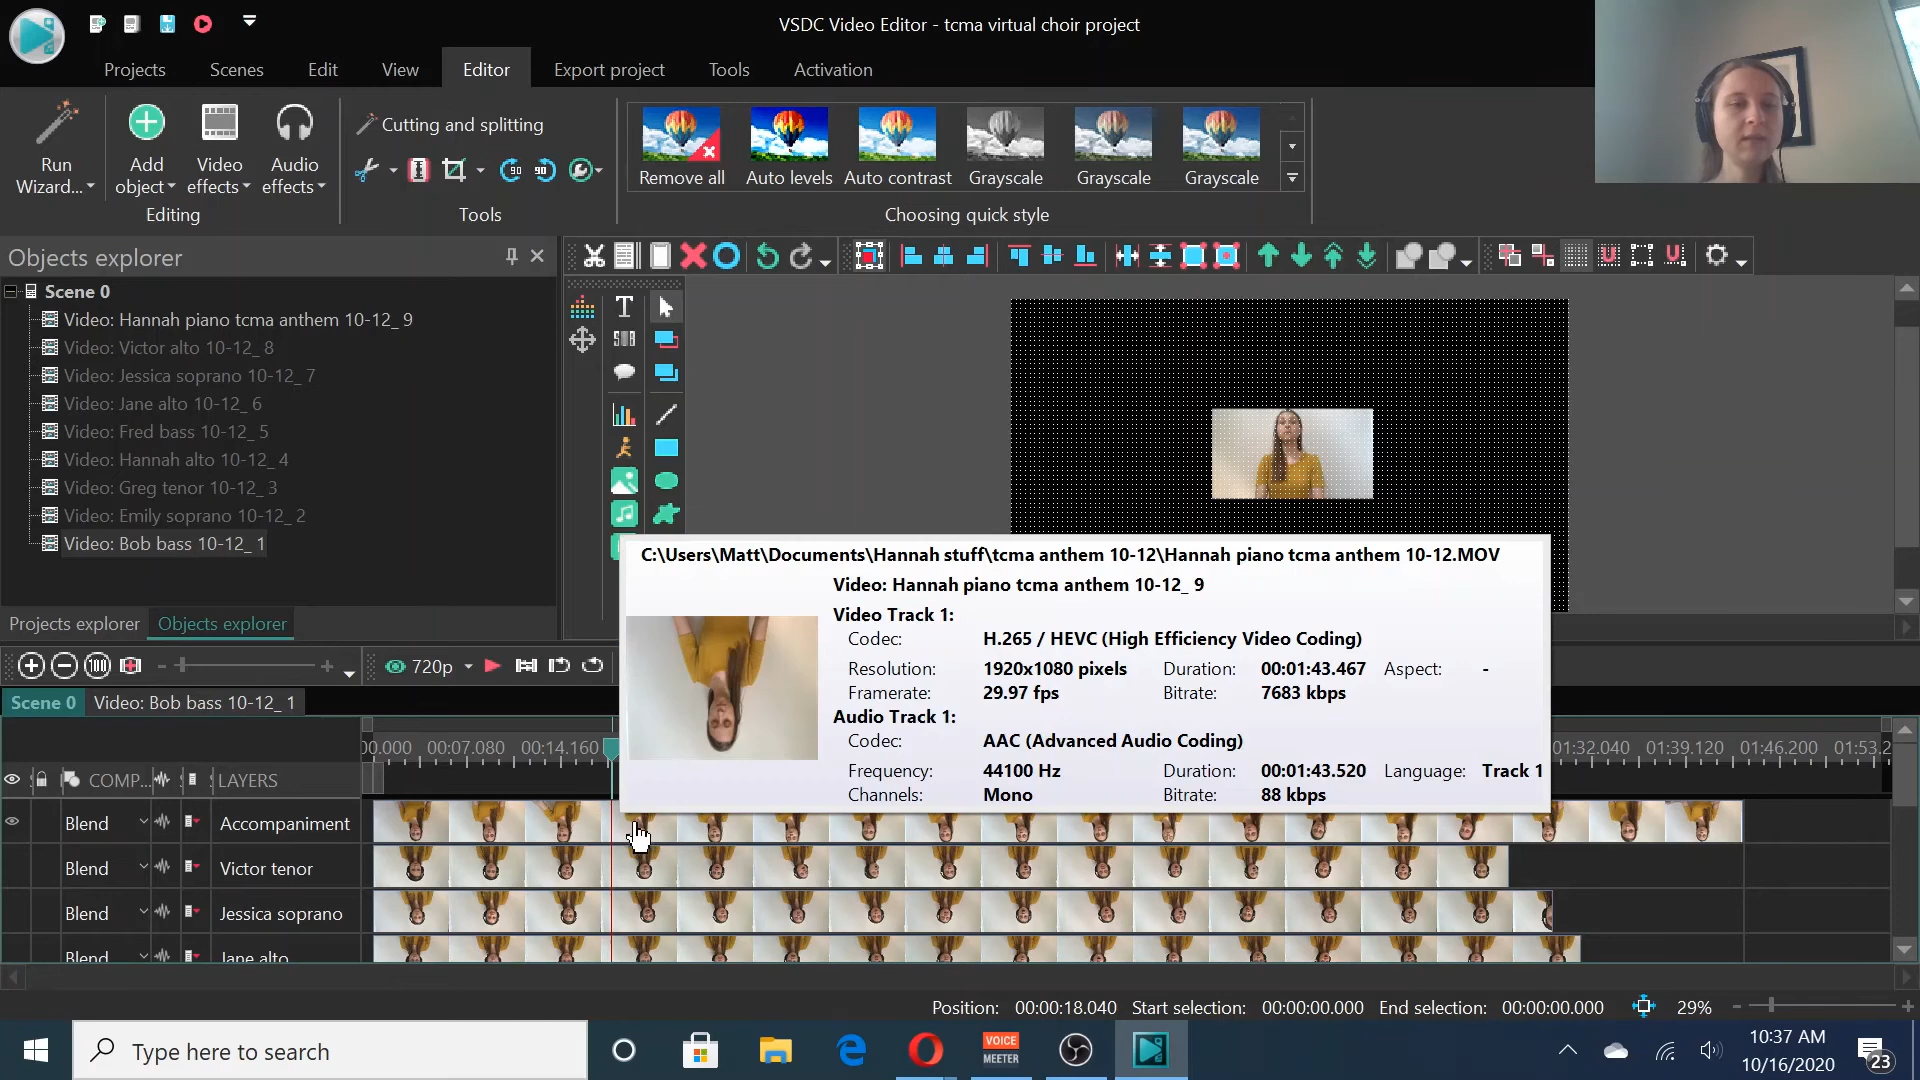 VSDC Video Editor - tcma virtual choir project
Projects Scenes Edit View Editor Export project Tools Activation
Run Wizard...
Add object
Video effects
Audio effects
Editing
Cutting and splitting
Tools
Remove all
Auto levels
Auto contrast
Grayscale
Grayscale
Grayscale
Choosing quick style
Objects explorer
Scene 0
Video: Hannah piano tcma anthem 10-12_ 9
Video: Victor alto 10-12_ 8
Video: Jessica soprano 10-12_ 7
Video: Jane alto 10-12_ 6
Video: Fred bass 10-12_ 5
Video: Hannah alto 10-12_ 4
Video: Greg tenor 10-12_ 3
Video: Emily soprano 10-12_ 2
Video: Bob bass 10-12_ 1
Projects explorer Objects explorer
C:\Users\Matt\Documents\Hannah stuff\tcma anthem 10-12\Hannah piano tcma anthem 10-12.MOV
Video: Hannah piano tcma anthem 10-12_ 9
Video Track 1:
Codec: H.265 / HEVC (High Efficiency Video Coding)
Resolution: 1920x1080 pixels Duration: 00:01:43.467 Aspect: -
Framerate: 29.97 fps Bitrate: 7683 kbps
Audio Track 1:
Codec: AAC (Advanced Audio Coding)
Frequency: 44100 Hz Duration: 00:01:43.520 Language: Track 1
Channels: Mono Bitrate: 88 kbps
720p
Scene 0 Video: Bob bass 10-12_ 1
00.000 00:07.080 00:14.160 01:32.040 01:39.120 01:46.200 01:53.2
COMP... LAYERS
Blend Accompaniment
Blend Victor tenor
Blend Jessica soprano
Blend Jane alto
Position: 00:00:18.040 Start selection: 00:00:00.000 End selection: 00:00:00.000 29%
Type here to search
VOICE
MEETER
10:37 AM
10/16/2020
23